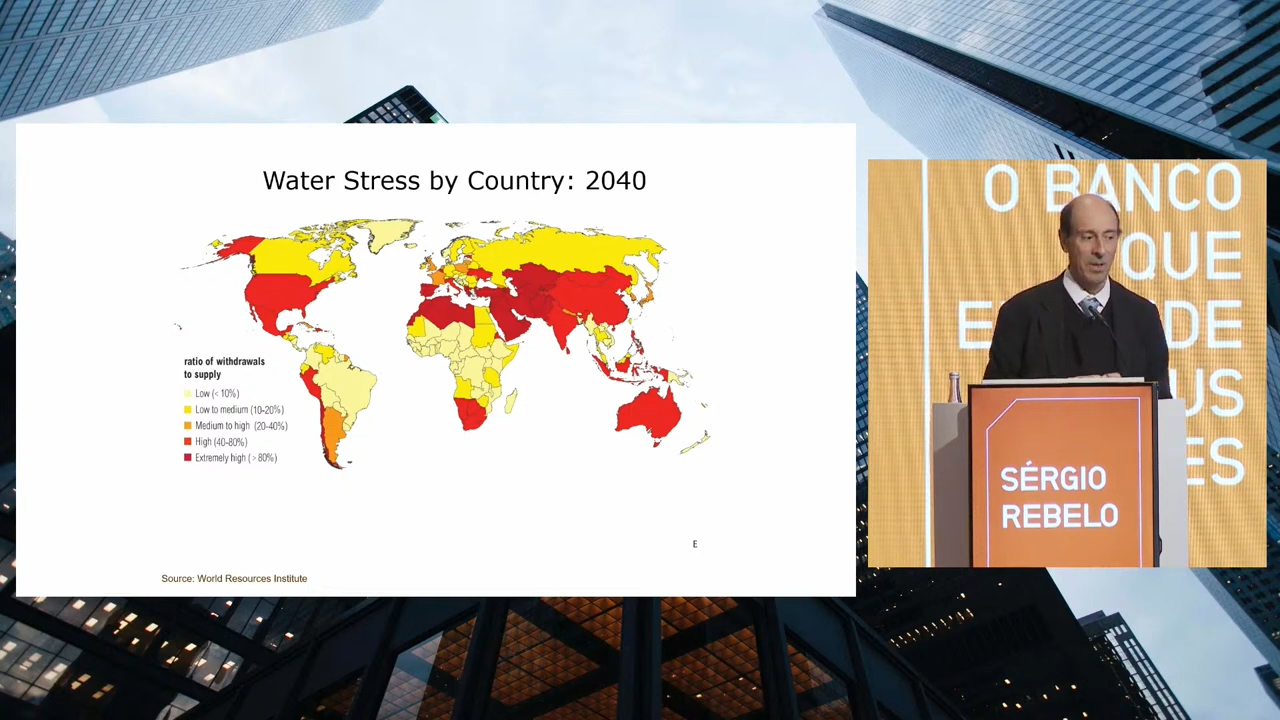 Water Stress by Country: 2040
ratio of withdrawals
to supply
Low (< 10%)
Low to medium (10-20%)
Medium to high (20-40%)
High (40-80%)
Extremely high (> 80%)
E
Source: World Resources Institute
O BANCO
QUE
E DE
US
ES
SÉRGIO
REBELO